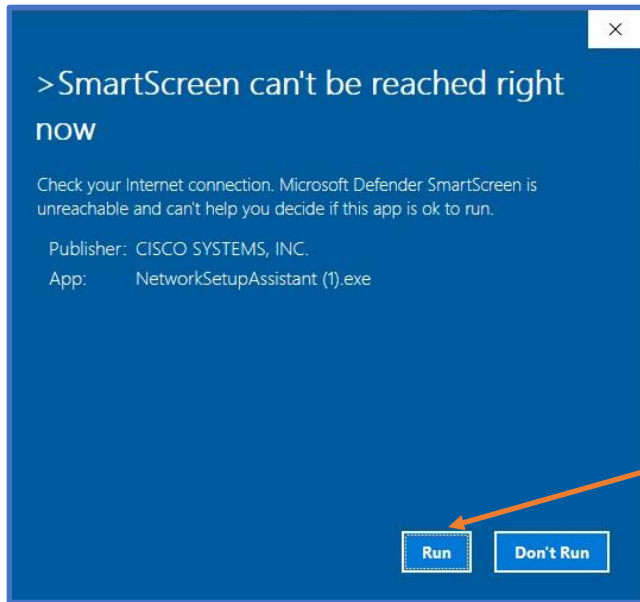 >SmartScreen can't be reached right
now
Check your Internet connection. Microsoft Defender SmartScreen is
unreachable and can't help you decide if this app is ok to run.
Publisher: CISCO SYSTEMS, INC.
App: NetworkSetupAssistant (1).exe
Run Don't Run